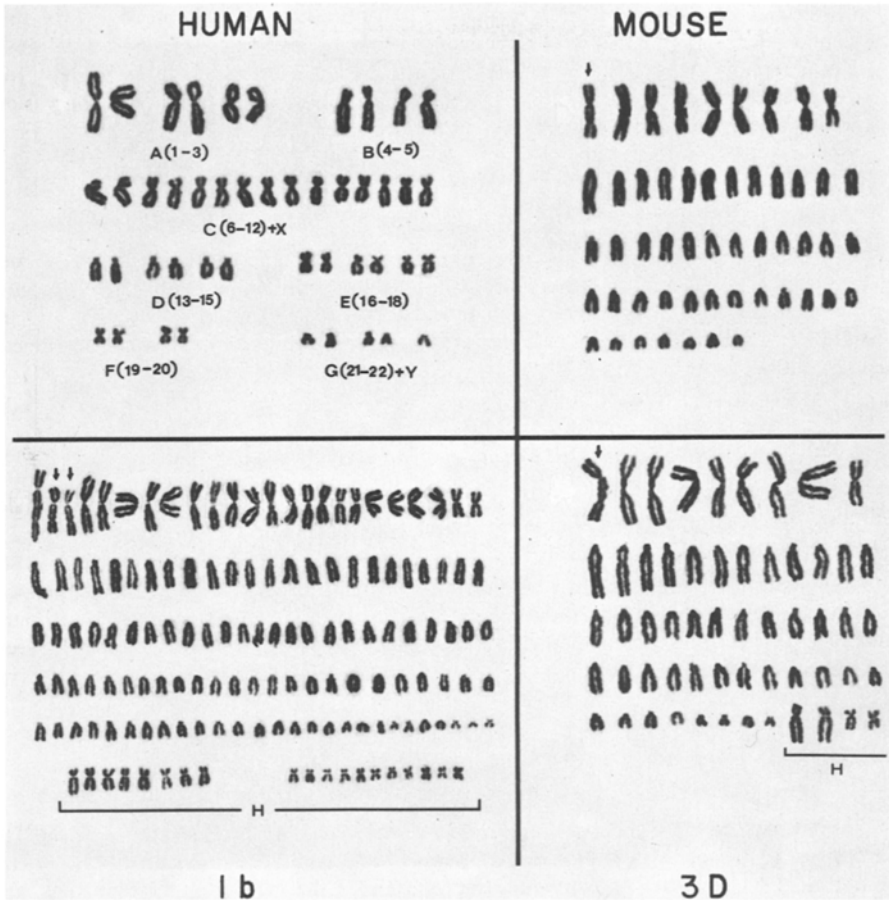 HUMAN
MOUSE
A(1-3)
B(4-5)
C(6-12)+X
D(13-15)
E(16-18)
F(19-20)
G(21-22)+Y
H
H
1b
3D